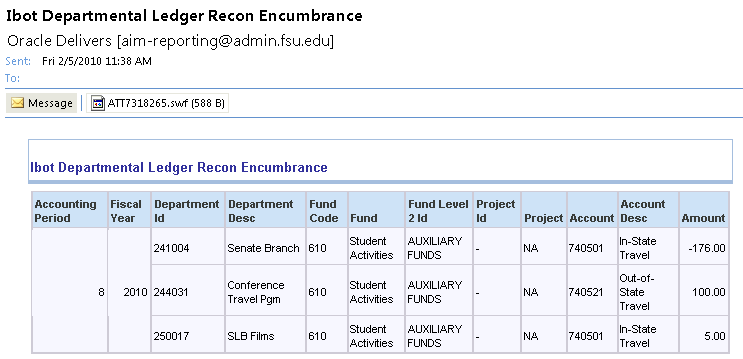 Ibot Departmental Ledger Recon Encumbrance
Oracle Delivers [aim-reporting@admin.fsu.edu]
Sent: Fri 2/5/2010 11:38 AM
To:
Message ATT7318265.swf (588 B)
Ibot Departmental Ledger Recon Encumbrance
Accounting Period Fiscal Year Department Id Department Desc Fund Code Fund Fund Level 2 Id Project Id Project Account Account Desc Amount
8 2010 241004 Senate Branch 610 Student Activities AUXILIARY FUNDS - NA 740501 In-State Travel -176.00
244031 Conference Travel Pgm 610 Student Activities AUXILIARY FUNDS - NA 740521 Out-of-State Travel 100.00
250017 SLB Films 610 Student Activities AUXILIARY FUNDS - NA 740501 In-State Travel 5.00